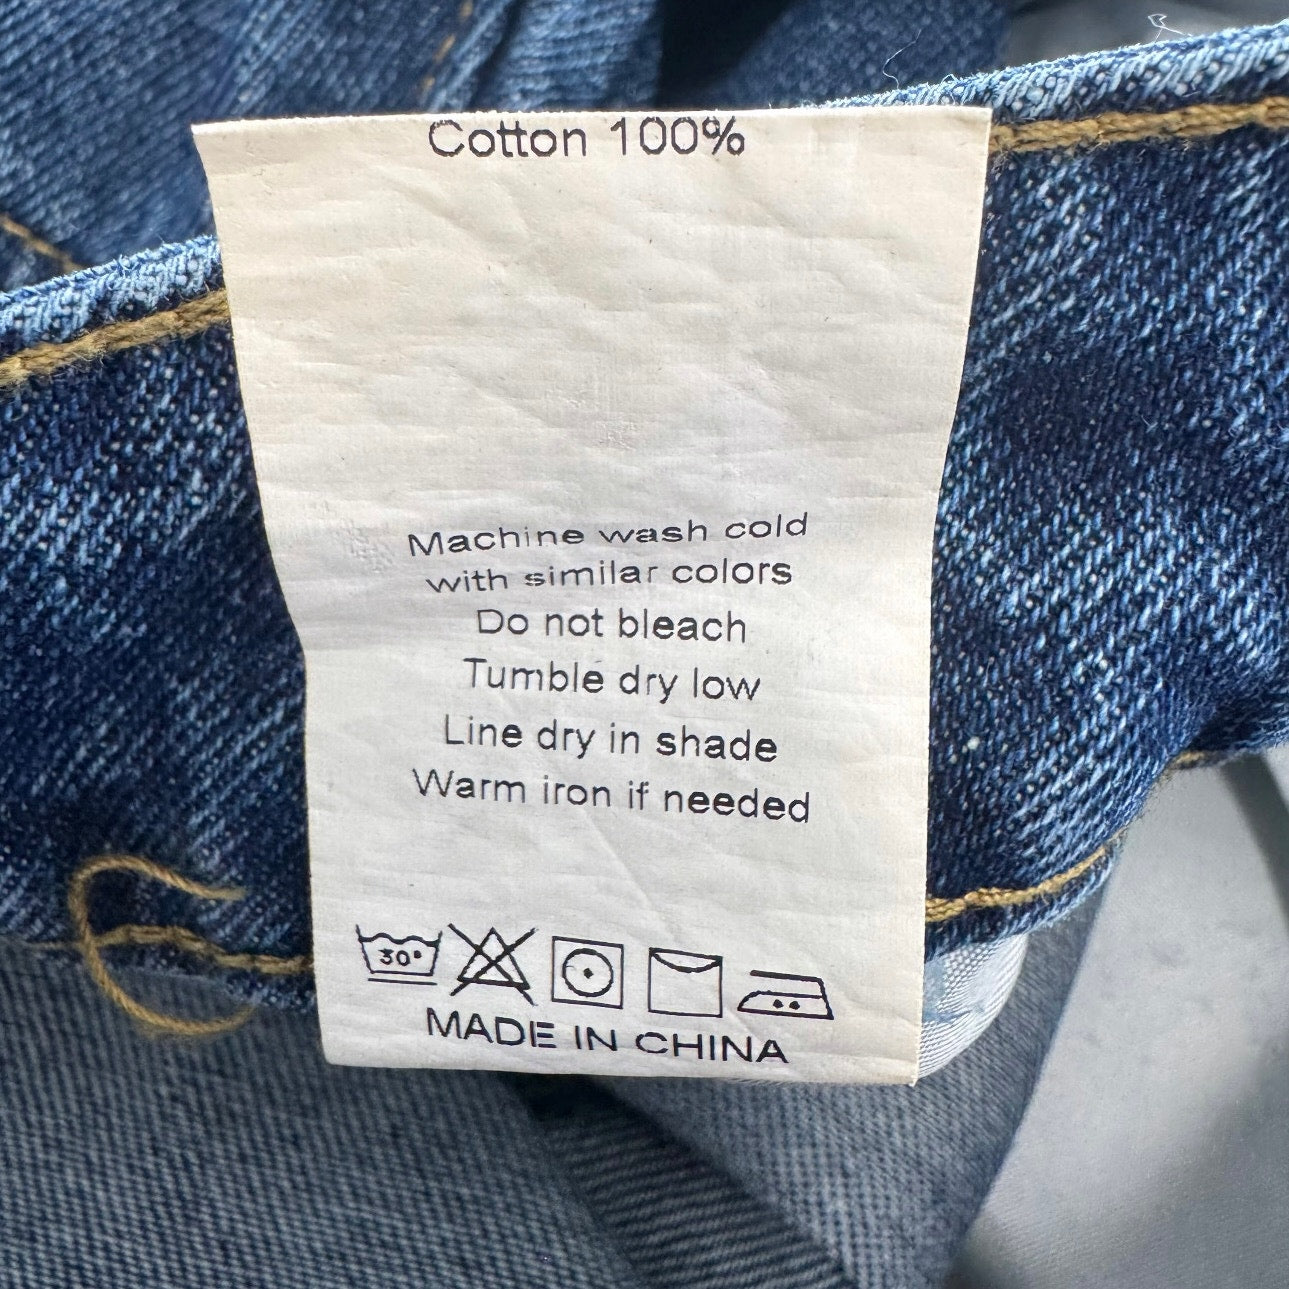 Cotton 100%
Machine wash cold
with similar colors
Do not bleach
Tumble dry low
Line dry in shade
Warm iron if needed
30°
MADE IN CHINA